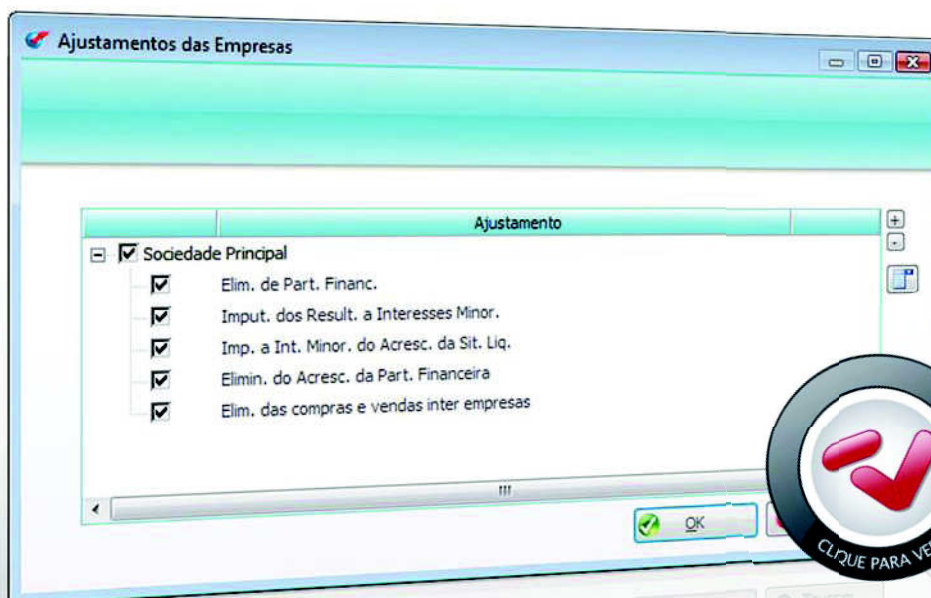 Ajustamentos das Empresas
Ajustamento
Sociedade Principal
Elim. de Part. Financ.
Imput. dos Result. a Interesses Minor.
Imp. a Int. Minor. do Acresc. da Sit. Liq.
Elimin. do Acresc. da Part. Financeira
Elim. das compras e vendas inter empresas
OK
CLIQUE PARA